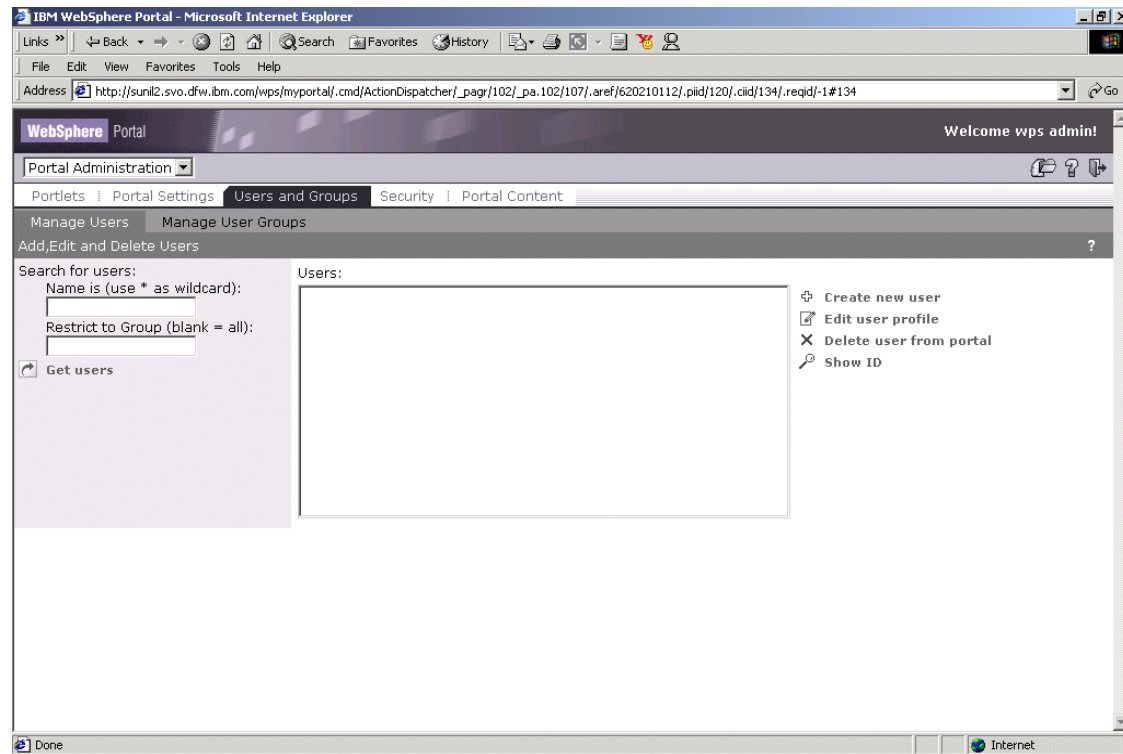 IBM WebSphere Portal - Microsoft Internet Explorer
Links » Back Search Favorites History
File Edit View Favorites Tools Help
Address http://sunil2.svo.dfw.ibm.com/wps/myportal/.cmd/ActionDispatcher/_pagr/102/_pa.102/107/.aref/620210112/.piid/120/.ciid/134/.reqid/-1#134 Go
WebSphere Portal Welcome wps admin!
Portal Administration ?
Portlets Portal Settings Users and Groups Security Portal Content
Manage Users Manage User Groups
Add,Edit and Delete Users ?
Search for users:
Name is (use * as wildcard):
Restrict to Group (blank = all):
Get users
Users:
Create new user
Edit user profile
Delete user from portal
Show ID
Done Internet